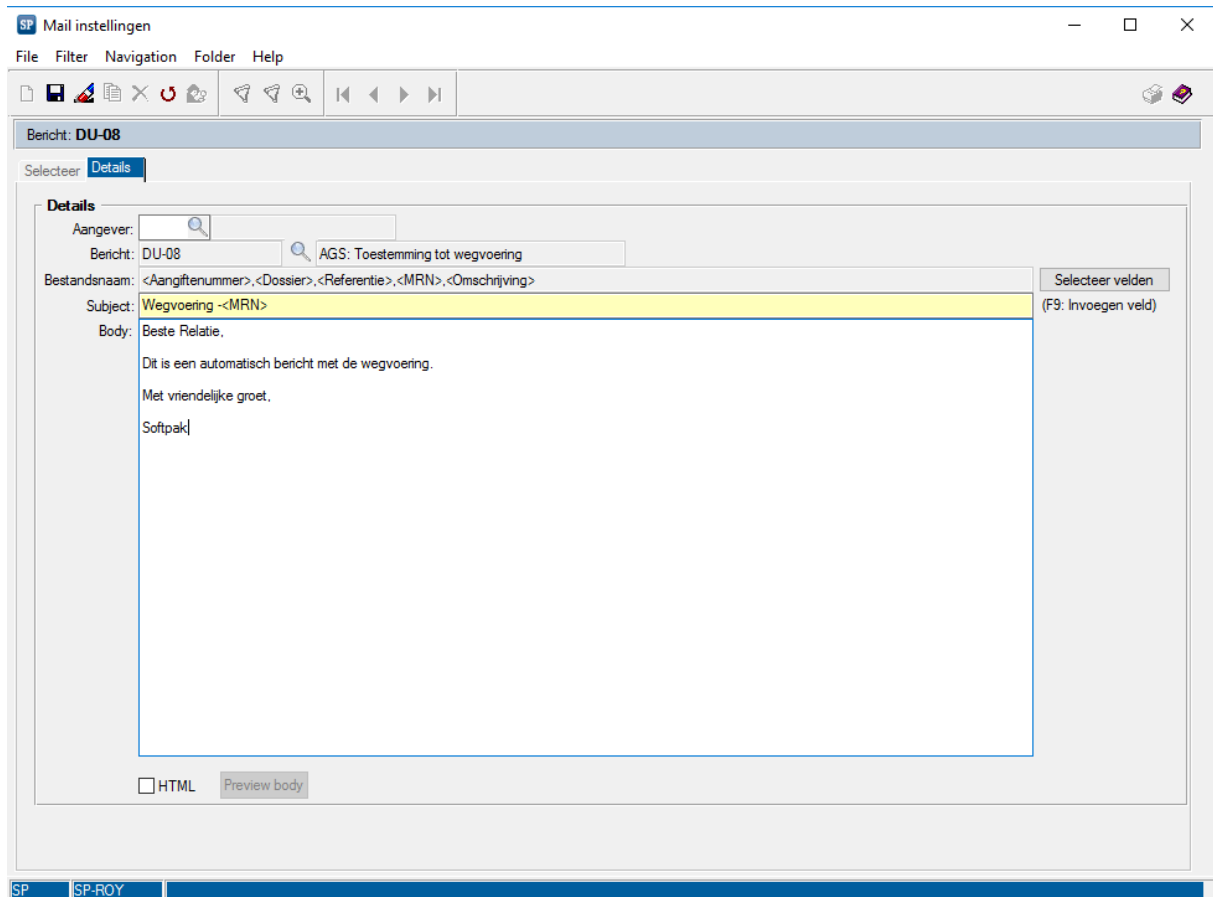 SP Mail instellingen
File Filter Navigation Folder Help
Bericht: DU-08
Selecteer Details
Details
Aangever:
Bericht: DU-08 AGS: Toestemming tot wegvoering
Bestandsnaam: <Aangiftenummer>,<Dossier>,<Referentie>,<MRN>,<Omschrijving> Selecteer velden
Subject: Wegvoering -<MRN> (F9: Invoegen veld)
Body: Beste Relatie,
Dit is een automatisch bericht met de wegvoering.
Met vriendelijke groet,
Softpak
HTML Preview body
SP SP-ROY